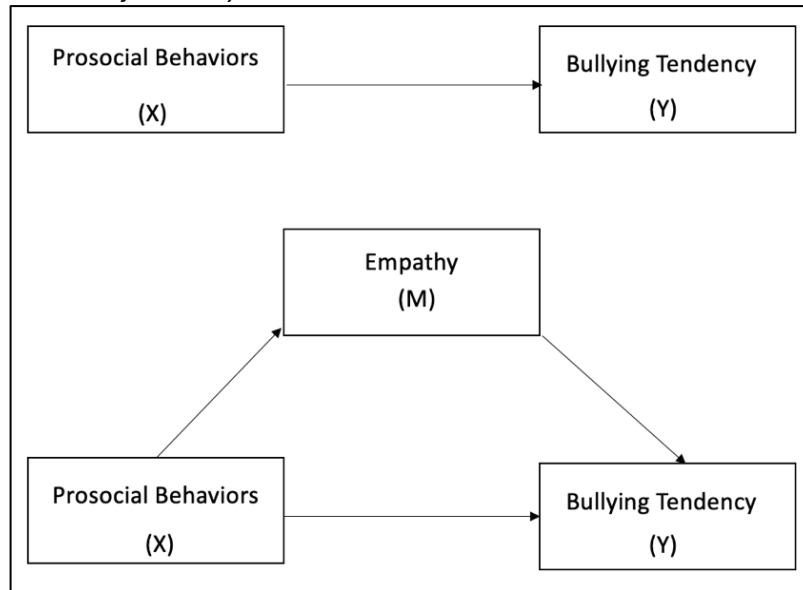 Prosocial Behaviors
(X)
Bullying Tendency
(Y)
Empathy
(M)
Prosocial Behaviors
(X)
Bullying Tendency
(Y)